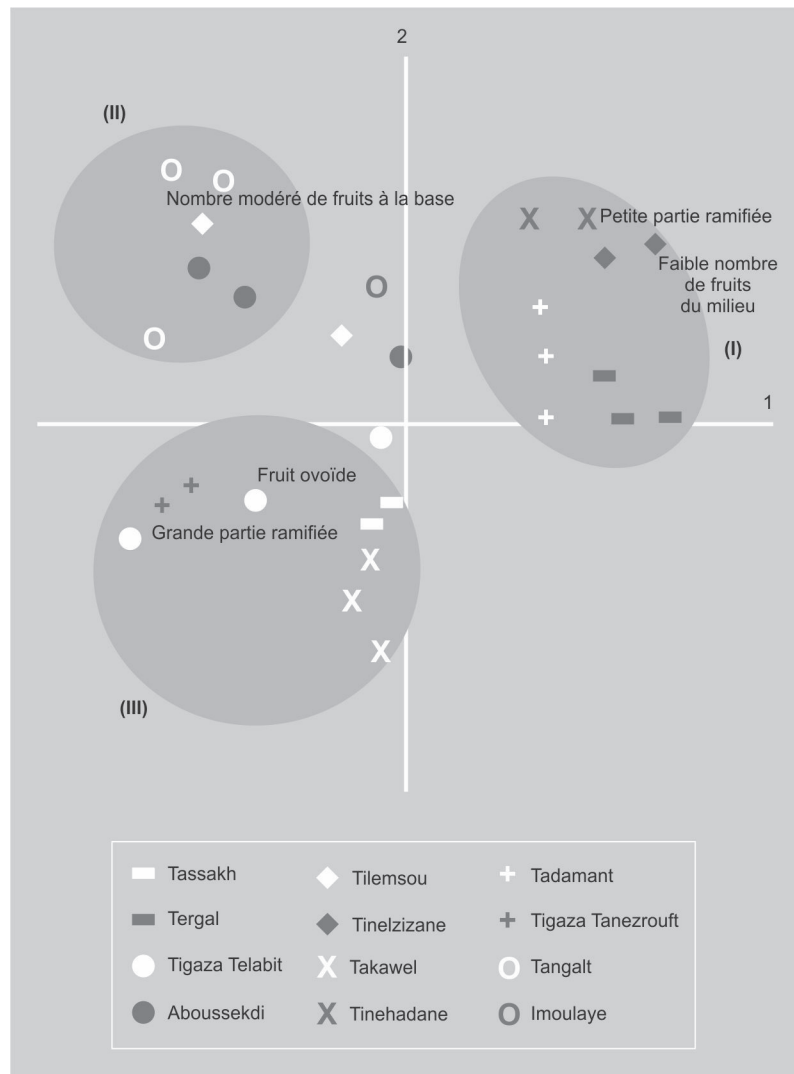 2
(II)
Nombre modéré de fruits à la base
Petite partie ramifiée
Faible nombre
de fruits
du milieu
(I)
1
Fruit ovoïde
Grande partie ramifiée
(III)
Tassakh
Tilemsou
Tadamant
Tergal
Tinelzizane
Tigaza Tanezrouft
Tigaza Telabit
Takawel
Tangalt
Aboussekdi
Tinehadane
Imoulaye